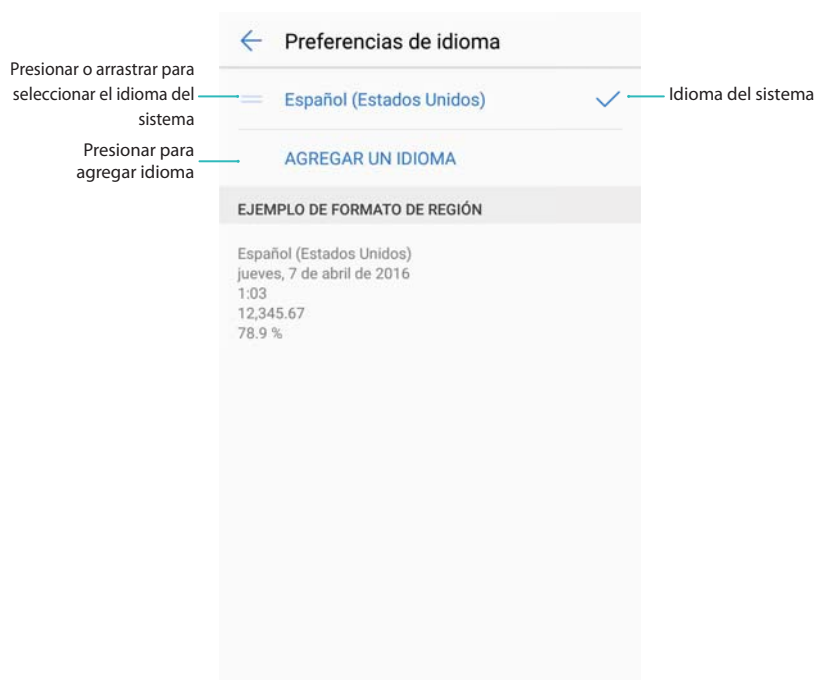 Preferencias de idioma
Presionar o arrastrar para
seleccionar el idioma del
sistema
Español (Estados Unidos)
Idioma del sistema
Presionar para
agregar idioma
AGREGAR UN IDIOMA
EJEMPLO DE FORMATO DE REGIÓN
Español (Estados Unidos)
jueves, 7 de abril de 2016
1:03
12,345.67
78.9 %